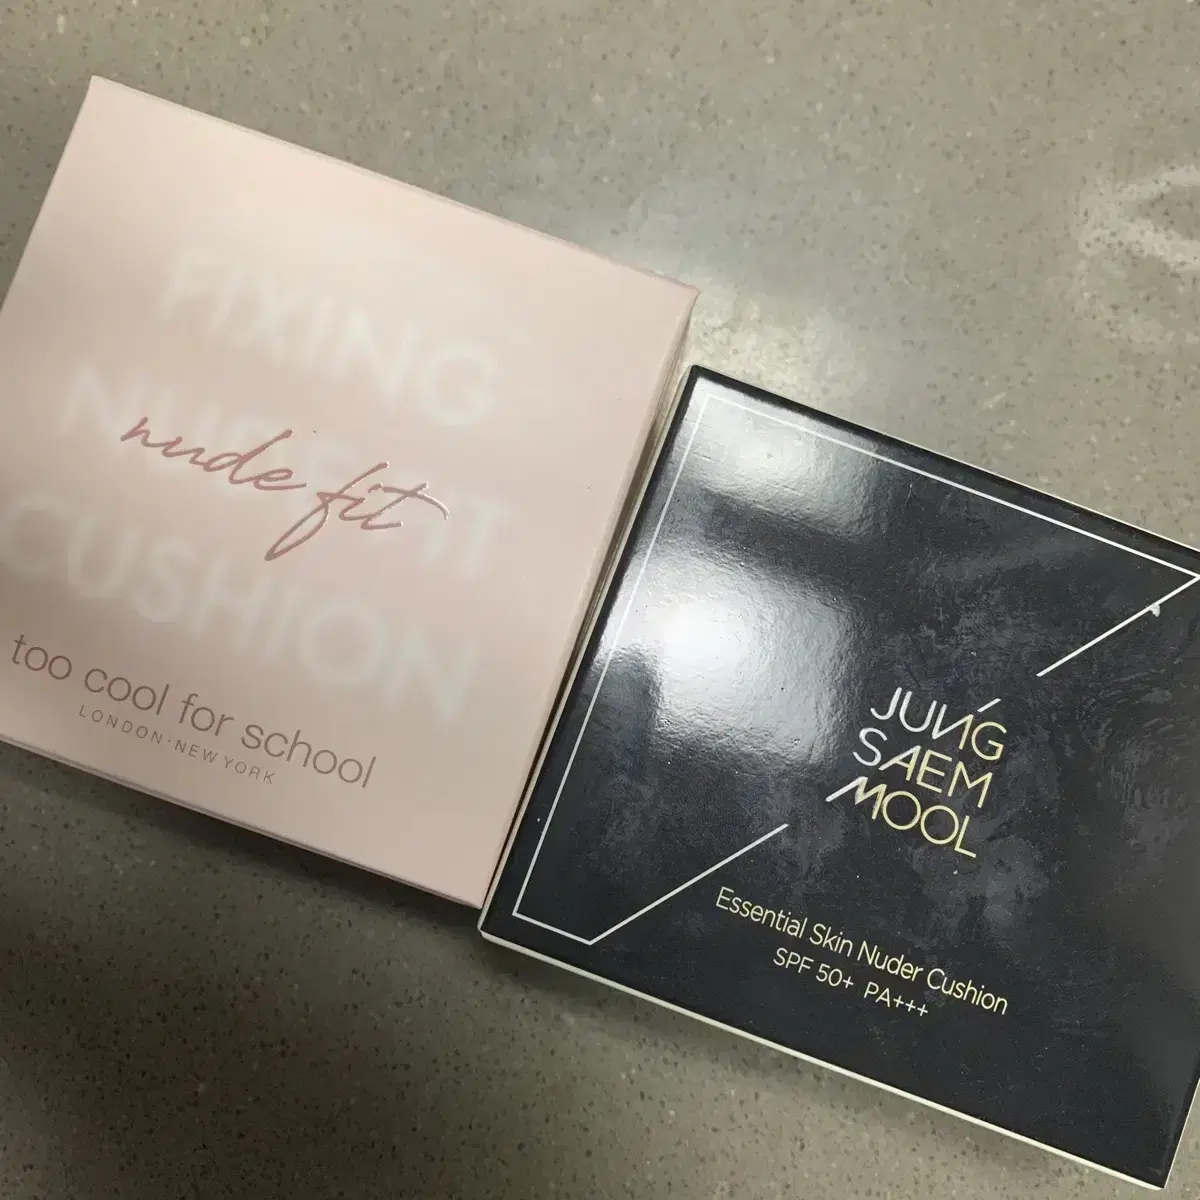 FIXING
NUDE FIT
CUSHION
nude fit
too cool for school
LONDON·NEW YORK
JUNG
SAEM
MOOL
Essential Skin Nuder Cushion
SPF 50+ PA+++